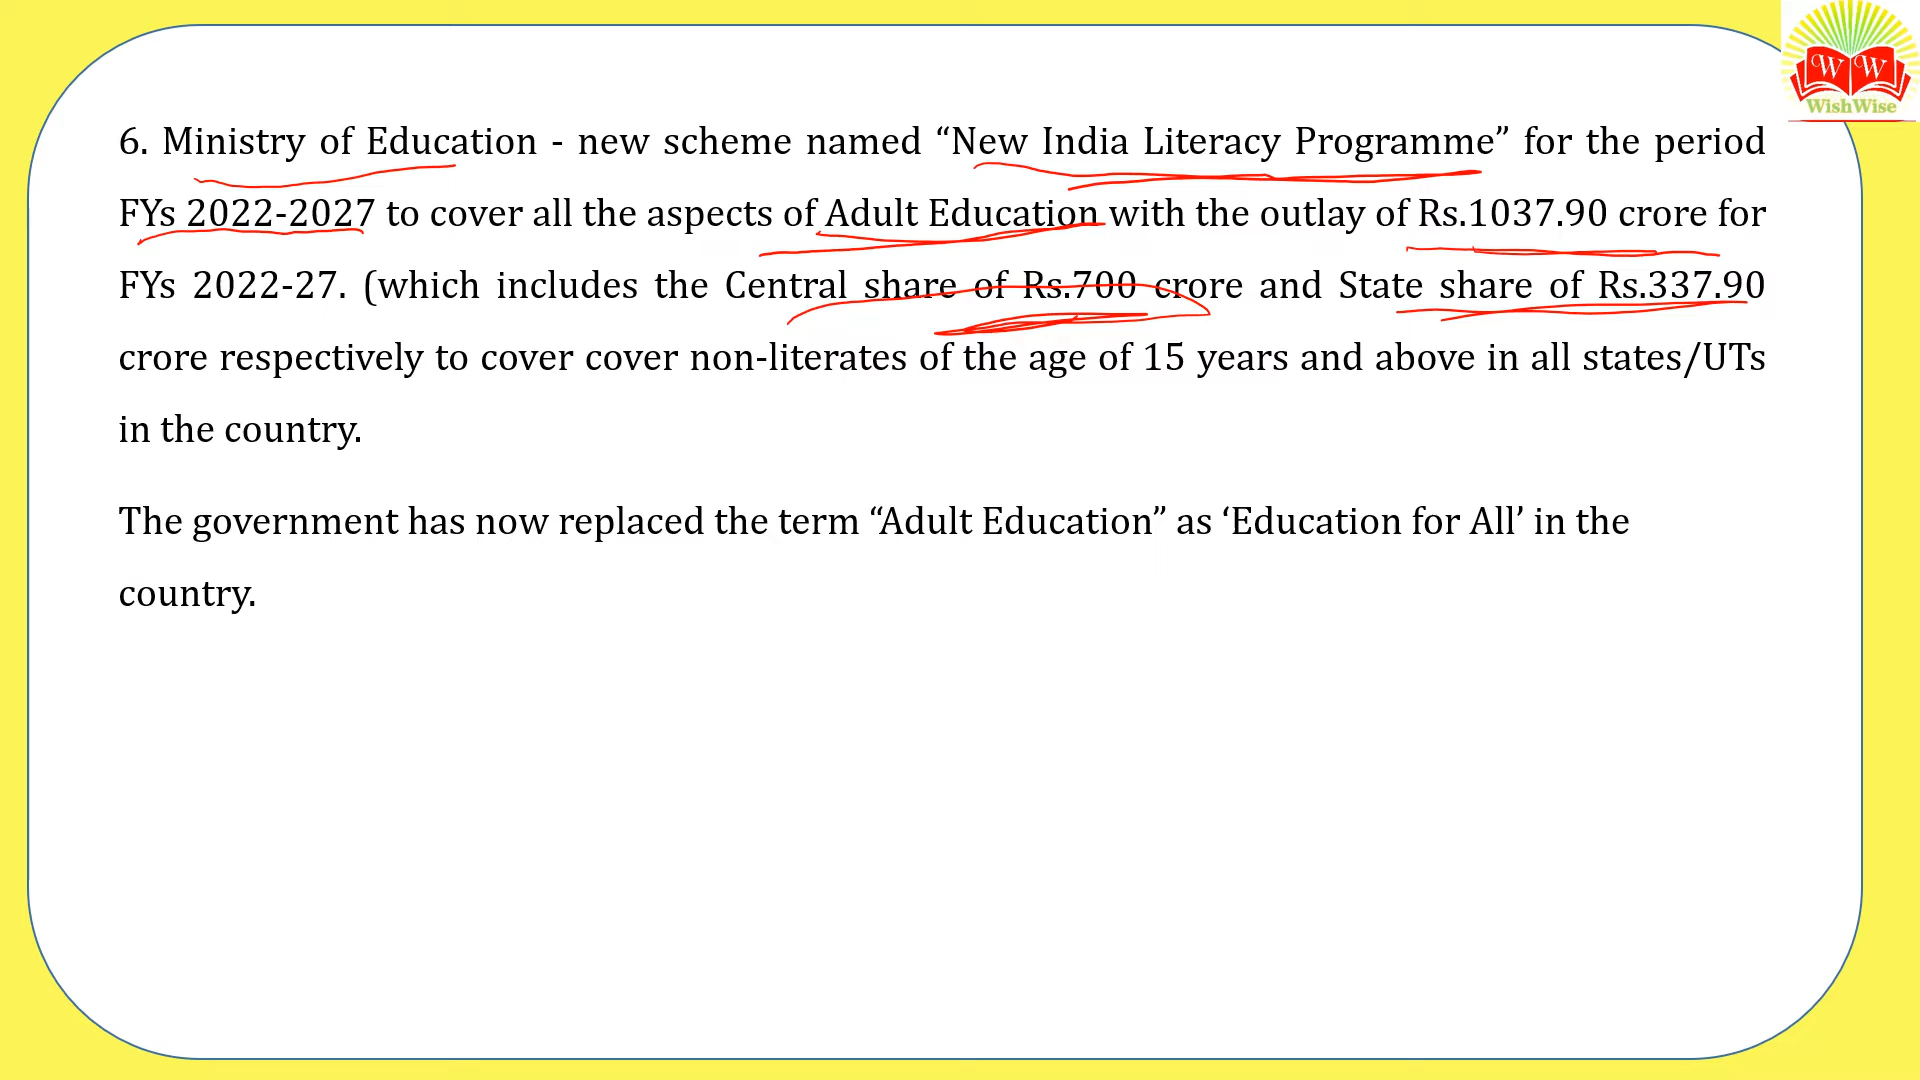 W W
WishWise
6. Ministry of Education - new scheme named “New India Literacy Programme” for the period
FYs 2022-2027 to cover all the aspects of Adult Education with the outlay of Rs.1037.90 crore for
FYs 2022-27. (which includes the Central share of Rs.700 crore and State share of Rs.337.90
crore respectively to cover cover non-literates of the age of 15 years and above in all states/UTs
in the country.
The government has now replaced the term “Adult Education” as ‘Education for All’ in the
country.